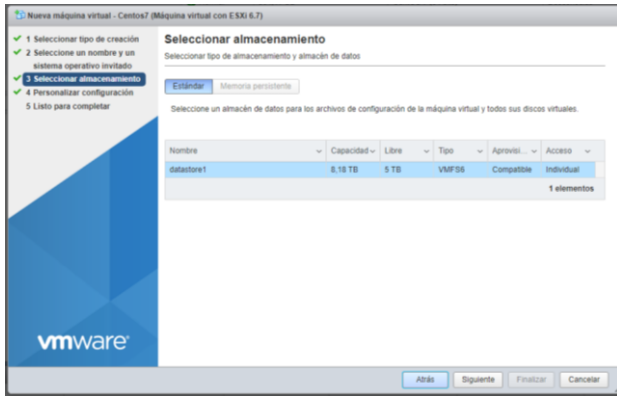 Nueva máquina virtual - Centos7 (Máquina virtual con ESXi 6.7)
1 Seleccionar tipo de creación
2 Seleccione un nombre y un
sistema operativo invitado
3 Seleccionar almacenamiento
4 Personalizar configuración
5 Listo para completar
Seleccionar almacenamiento
Seleccionar tipo de almacenamiento y almacén de datos
Estándar Memoria persistente
Seleccione un almacén de datos para los archivos de configuración de la máquina virtual y todos sus discos virtuales.
Nombre Capacidad Libre Tipo Aprovisi... Acceso
datastore1 8,18 TB 5 TB VMFS6 Compatible Individual
1 elementos
vmware
Atrás Siguiente Finalizar Cancelar